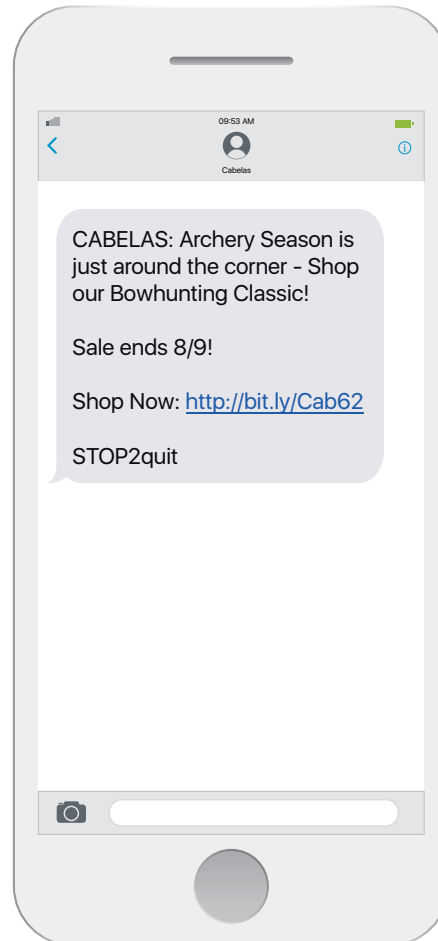 09:53 AM
Cabelas
CABELAS: Archery Season is
just around the corner - Shop
our Bowhunting Classic!
Sale ends 8/9!
Shop Now: http://bit.ly/Cab62
STOP2quit